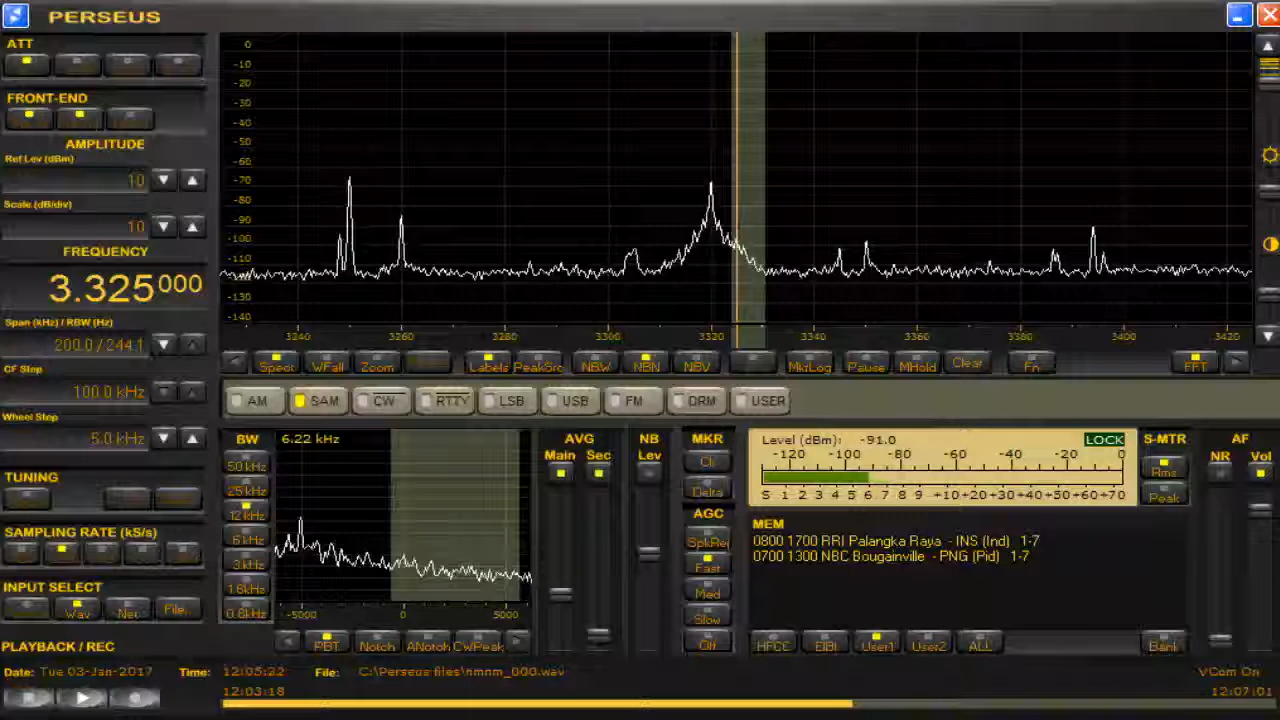 PERSEUS
ATT
FRONT-END
AMPLITUDE
Ref Lev (dBm)
10
Scale (dB/div)
10
FREQUENCY
3.325000
Span (kHz) / RBW (Hz)
200.0 / 244.1
CF Step
100.0 kHz
Wheel Step
5.0 kHz
TUNING
SAMPLING RATE (kS/s)
INPUT SELECT
Wav Net File
0
-10
-20
-30
-40
-50
-60
-70
-80
-90
-100
-110
-120
-130
-140
3240 3260 3280 3300 3320 3340 3360 3380 3400 3420
Spect WFall Zoom Labels PeakSrc NBW NBN NBV MkrLog Pause MHold Clear Fn FFT
AM SAM CW RTTY LSB USB FM DRM USER
BW
50 kHz
25 kHz
12 kHz
6 kHz
3 kHz
1.6kHz
0.8kHz
6.22 kHz
-5000 0 5000
PBT Notch ANotch CWPeak
AVG
Main Sec
NB
Lev
MKR
Delta
AGC
Fast
Med
Slow
Off
Level (dBm): -91.0 LOCK
-120 -100 -80 -60 -40 -20 0
S 1 2 3 4 5 6 7 8 9 +10 +20 +30 +40 +50 +60 +70
S-MTR
Rms
Peak
AF
NR Vol
MEM
0800 1700 RRI Palangka Raya - INS (Ind) 1-7
0700 1300 NBC Bougainville - PNG (Pid) 1-7
HFCC EIBI User1 User2 ALL Bank
PLAYBACK / REC
Date: Tue 03-Jan-2017 Time: 12:05:22 File: C:\Perseus files\nmnm_000.wav VCom On
12:03:18 12:07:01